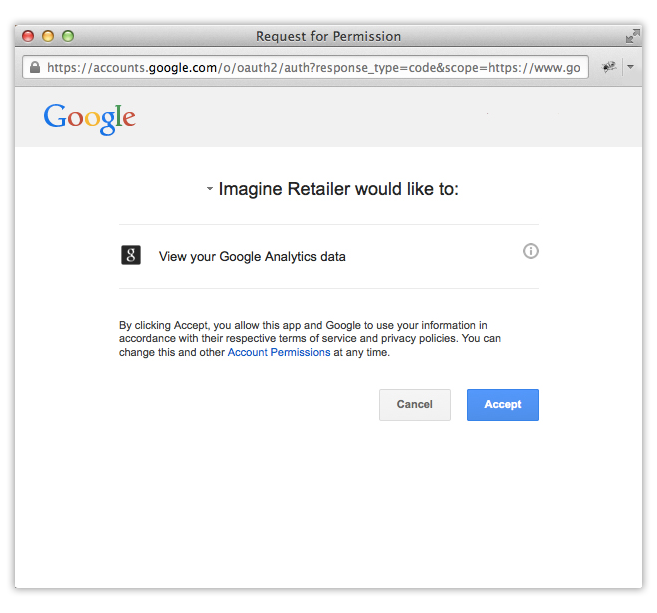 Request for Permission
https://accounts.google.com/o/oauth2/auth?response_type=code&scope=https://www.go
Google
Imagine Retailer would like to:
g
View your Google Analytics data
i
By clicking Accept, you allow this app and Google to use your information in
accordance with their respective terms of service and privacy policies. You can
change this and other Account Permissions at any time.
Cancel
Accept